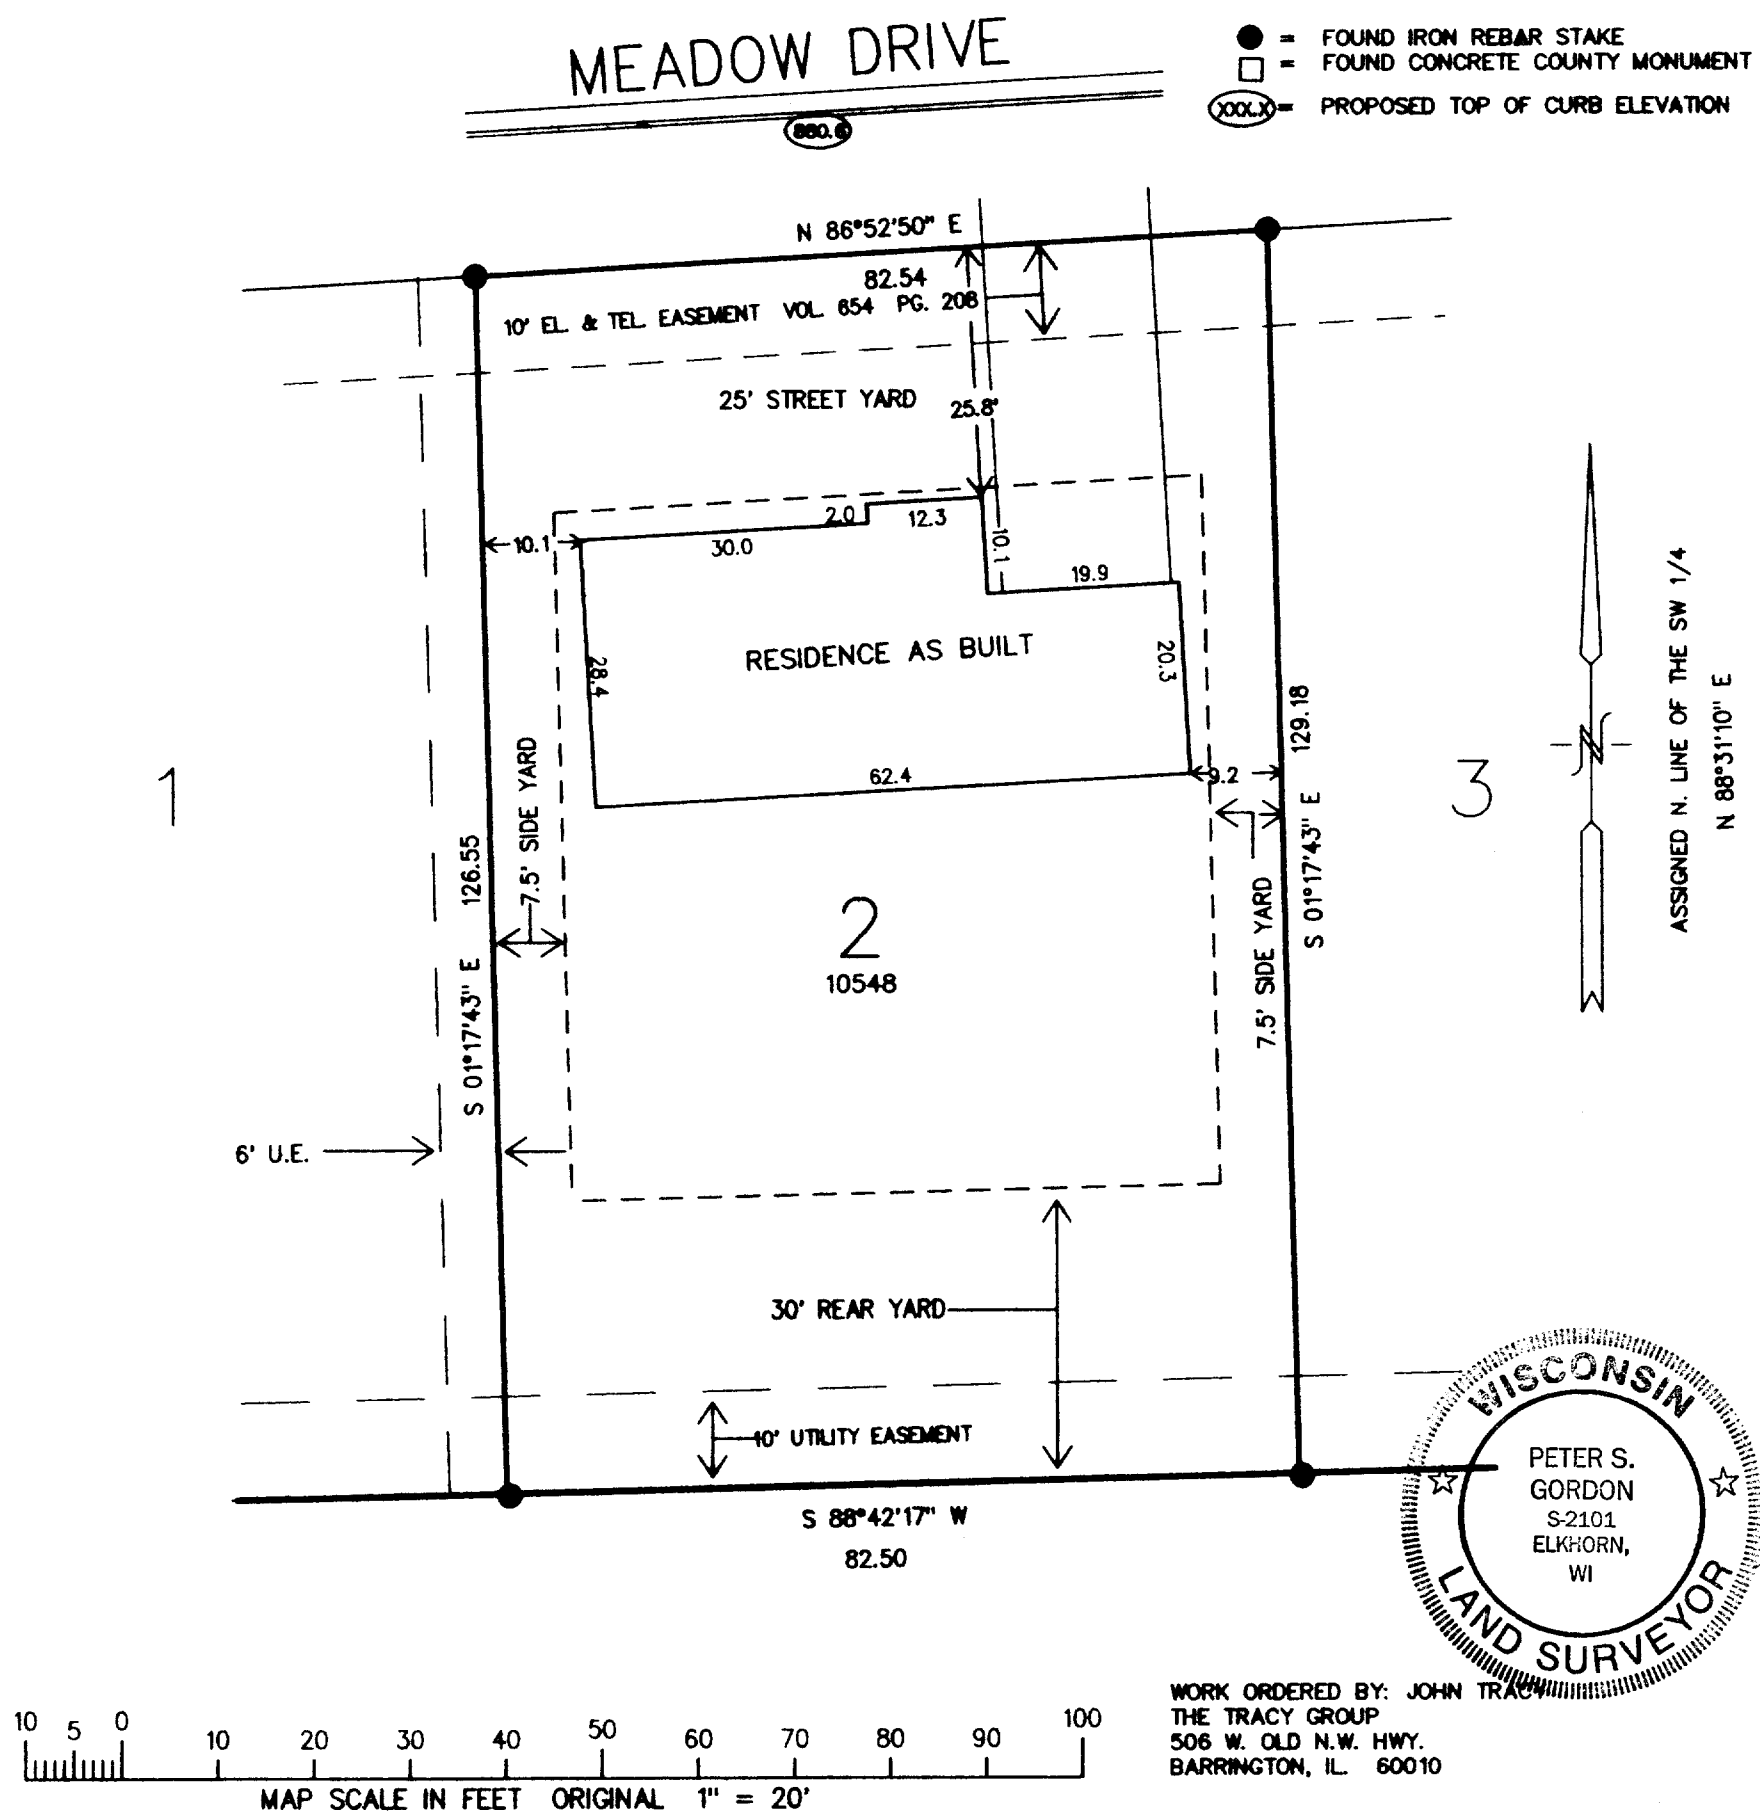 MEADOW DRIVE
● = FOUND IRON REBAR STAKE
□ = FOUND CONCRETE COUNTY MONUMENT
XXX.X = PROPOSED TOP OF CURB ELEVATION
880.6
N 86°52'50" E
82.54
10' EL. & TEL. EASEMENT VOL. 654 PG. 208
25' STREET YARD
25.8'
2.0
12.3
10.1
30.0
10.1
19.9
RESIDENCE AS BUILT
28.4
20.3
62.4
9.2
7.5' SIDE YARD
S 01°17'43" E 126.55
S 01°17'43" E 129.18
7.5' SIDE YARD
1
2
10548
3
ASSIGNED N. LINE OF THE SW 1/4
N 88°31'10" E
N
6' U.E.
30' REAR YARD
10' UTILITY EASEMENT
S 88°42'17" W
82.50
WISCONSIN
PETER S.
GORDON
S-2101
ELKHORN,
WI
LAND SURVEYOR
WORK ORDERED BY: JOHN TRACY
THE TRACY GROUP
506 W. OLD N.W. HWY.
BARRINGTON, IL. 60010
10 5 0 10 20 30 40 50 60 70 80 90 100
MAP SCALE IN FEET ORIGINAL 1" = 20'